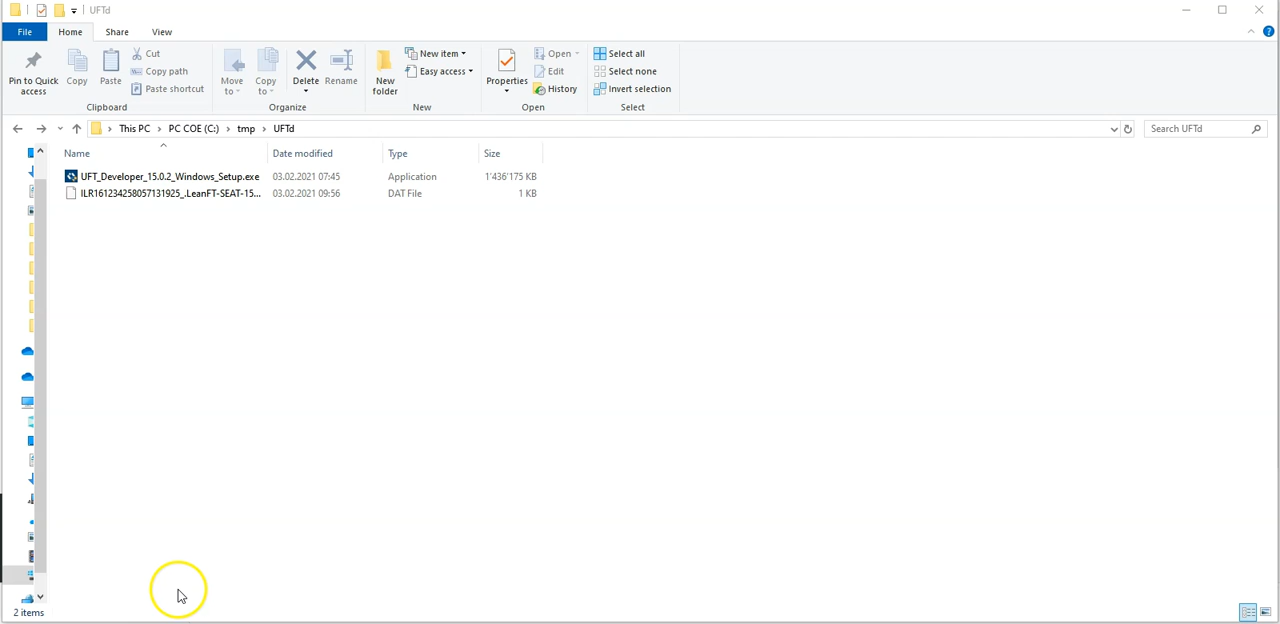 UFTd
File Home Share View
Pin to Quick access
Copy
Paste
Cut
Copy path
Paste shortcut
Clipboard
Move to
Copy to
Delete
Rename
Organize
New folder
New item
Easy access
New
Properties
Open
Edit
History
Open
Select all
Select none
Invert selection
Select
This PC PC COE (C:) tmp UFTd
Search UFTd
Name Date modified Type Size
UFT_Developer_15.0.2_Windows_Setup.exe 03.02.2021 07:45 Application 1'436'175 KB
ILR161234258057131925_.LeanFT-SEAT-15... 03.02.2021 09:56 DAT File 1 KB
2 items